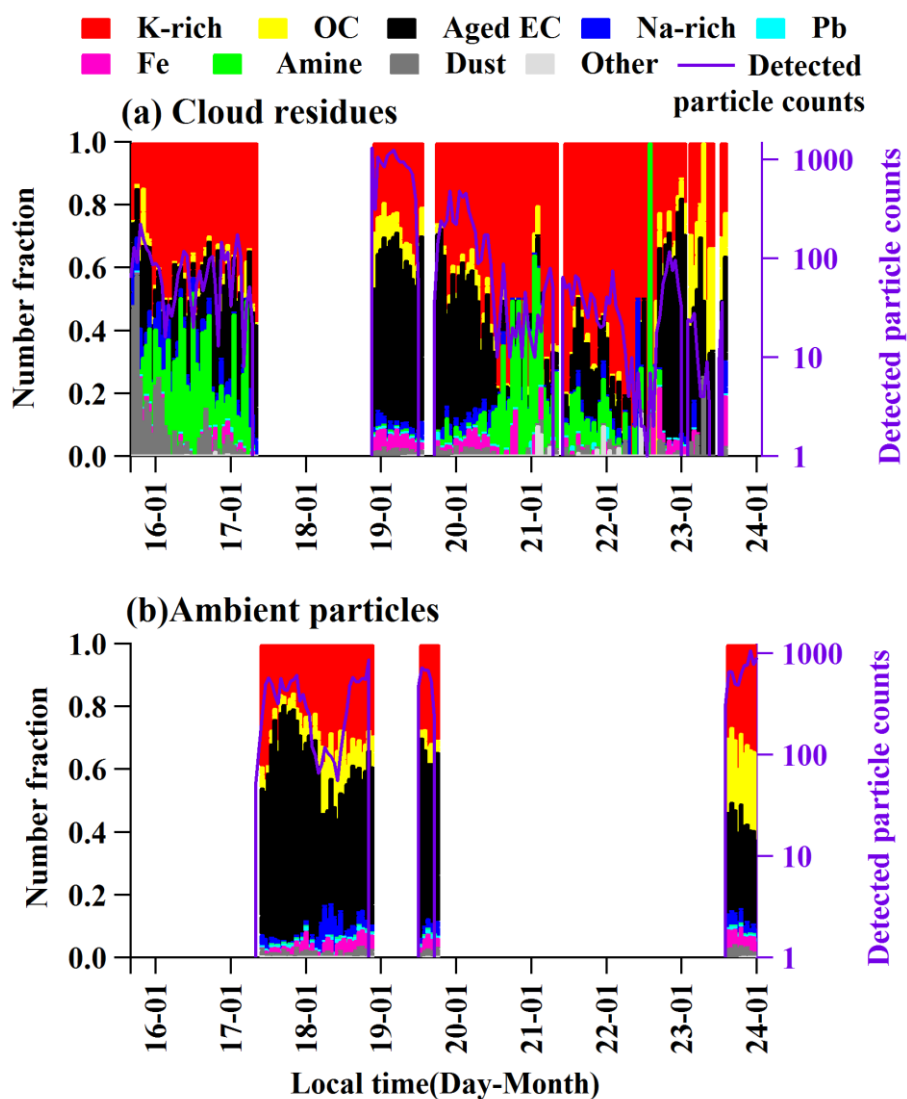 K-rich OC Aged EC Na-rich Pb
Fe Amine Dust Other Detected
particle counts
(a) Cloud residues
1.0
0.8
0.6
0.4
0.2
0.0
Number fraction
1000
100
10
1
Detected particle counts
16-01 17-01 18-01 19-01 20-01 21-01 22-01 23-01 24-01
(b)Ambient particles
1.0
0.8
0.6
0.4
0.2
0.0
Number fraction
1000
100
10
1
Detected particle counts
16-01 17-01 18-01 19-01 20-01 21-01 22-01 23-01 24-01
Local time(Day-Month)